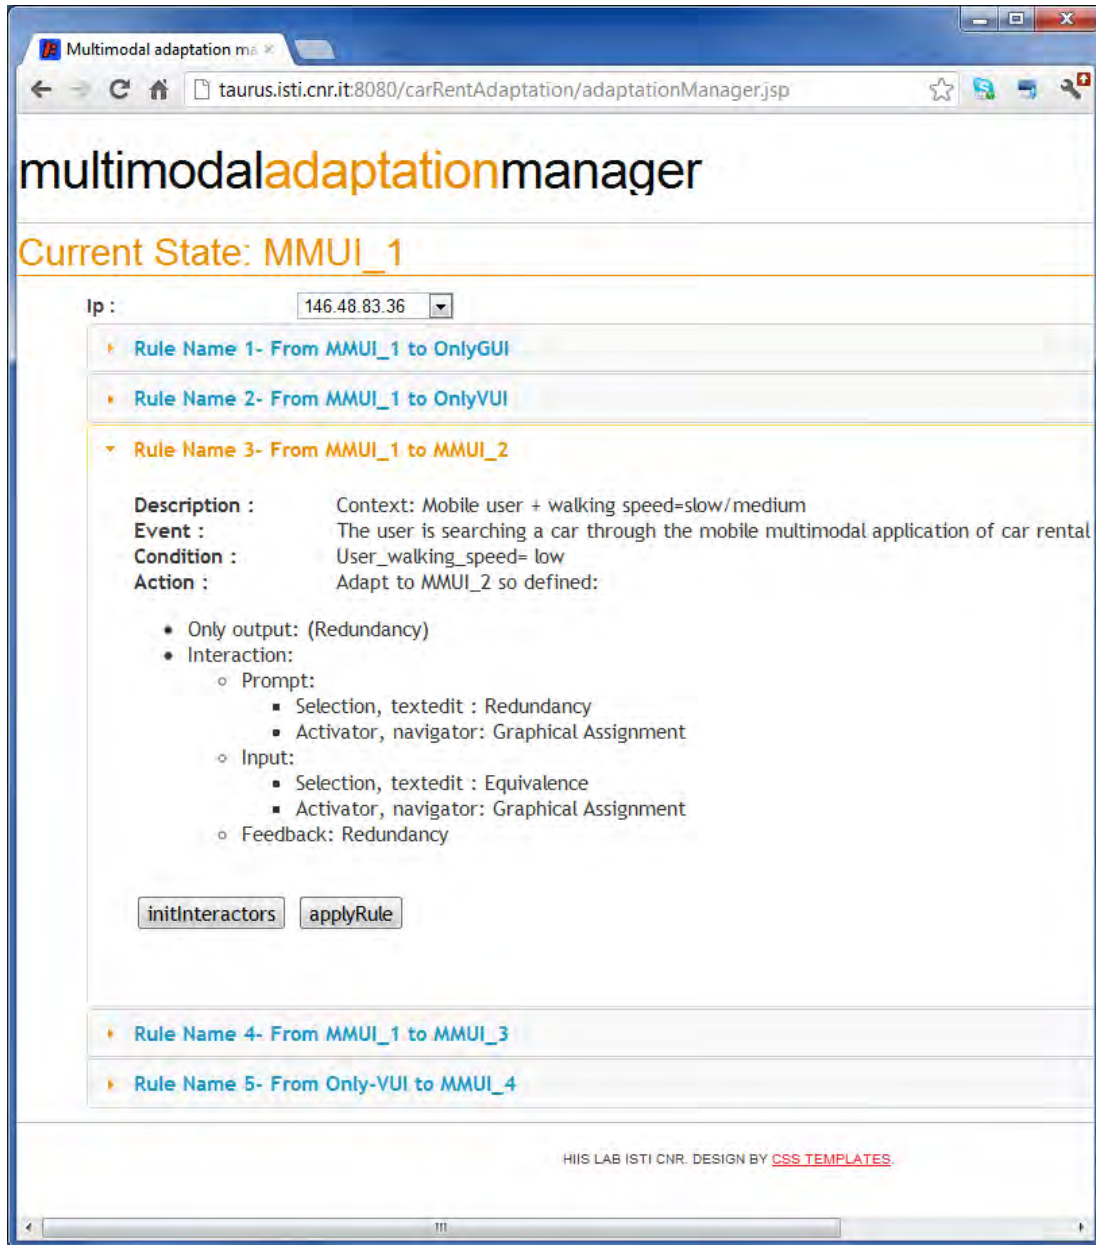 Multimodal adaptation ma
taurus.isti.cnr.it:8080/carRentAdaptation/adaptationManager.jsp
multimodaladaptationmanager
Current State: MMUI_1
Ip :
146.48.83.36
Rule Name 1- From MMUI_1 to OnlyGUI
Rule Name 2- From MMUI_1 to OnlyVUI
Rule Name 3- From MMUI_1 to MMUI_2
Description : Context: Mobile user + walking speed=slow/medium
Event : The user is searching a car through the mobile multimodal application of car rental
Condition : User_walking_speed= low
Action : Adapt to MMUI_2 so defined:
• Only output: (Redundancy)
• Interaction:
◦ Prompt:
▪ Selection, textedit : Redundancy
▪ Activator, navigator: Graphical Assignment
◦ Input:
▪ Selection, textedit : Equivalence
▪ Activator, navigator: Graphical Assignment
◦ Feedback: Redundancy
initInteractors applyRule
Rule Name 4- From MMUI_1 to MMUI_3
Rule Name 5- From Only-VUI to MMUI_4
HIIS LAB ISTI CNR. DESIGN BY CSS TEMPLATES.